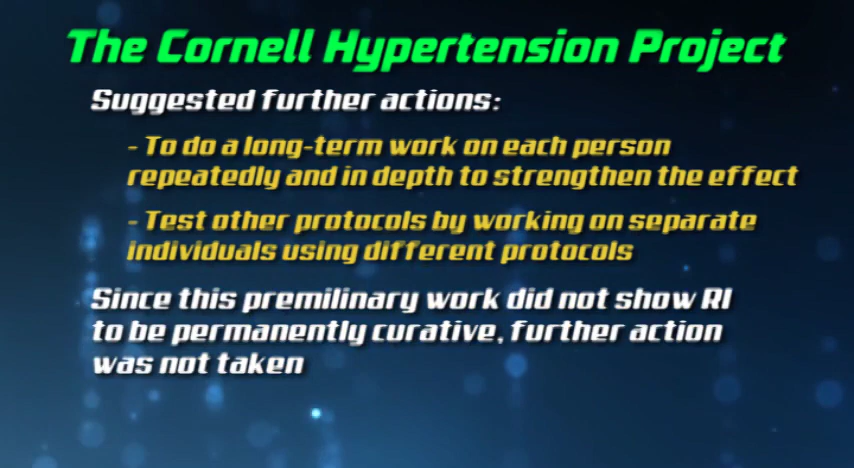 The Cornell Hypertension Project
Suggested further actions:
- To do a long-term work on each person
repeatedly and in depth to strengthen the effect
- Test other protocols by working on separate
individuals using different protocols
Since this premilinary work did not show RI
to be permanently curative, further action
was not taken